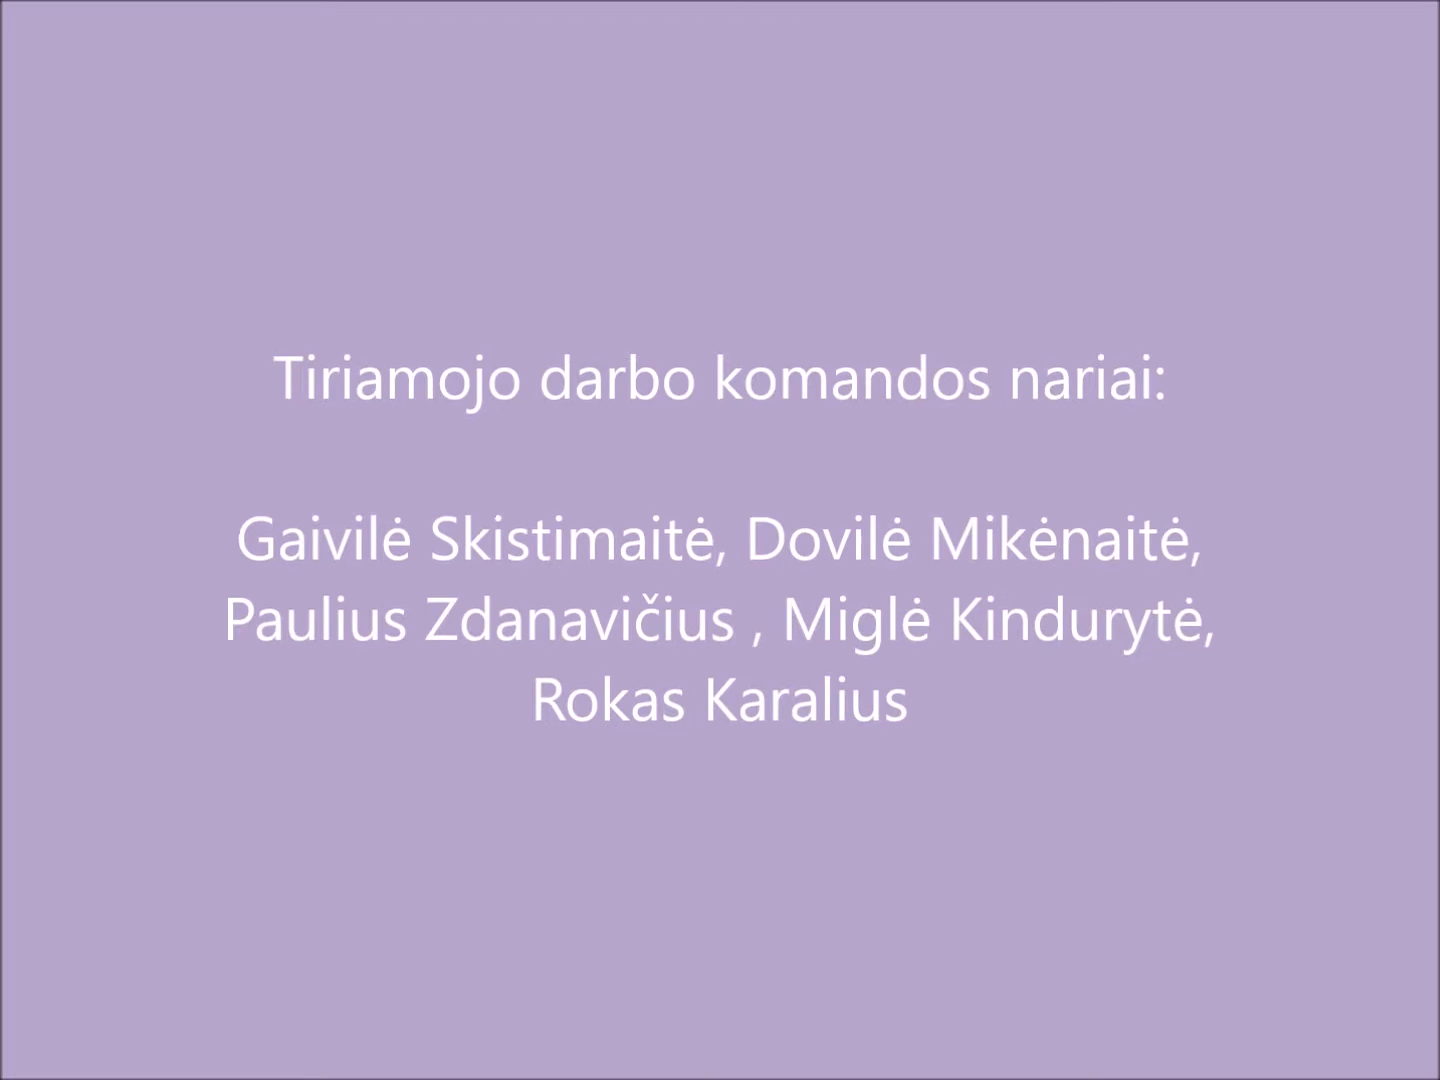 Tiriamojo darbo komandos nariai:
Gaivilė Skistimaitė, Dovilė Mikėnaitė,
Paulius Zdanavičius , Miglė Kindurytė,
Rokas Karalius